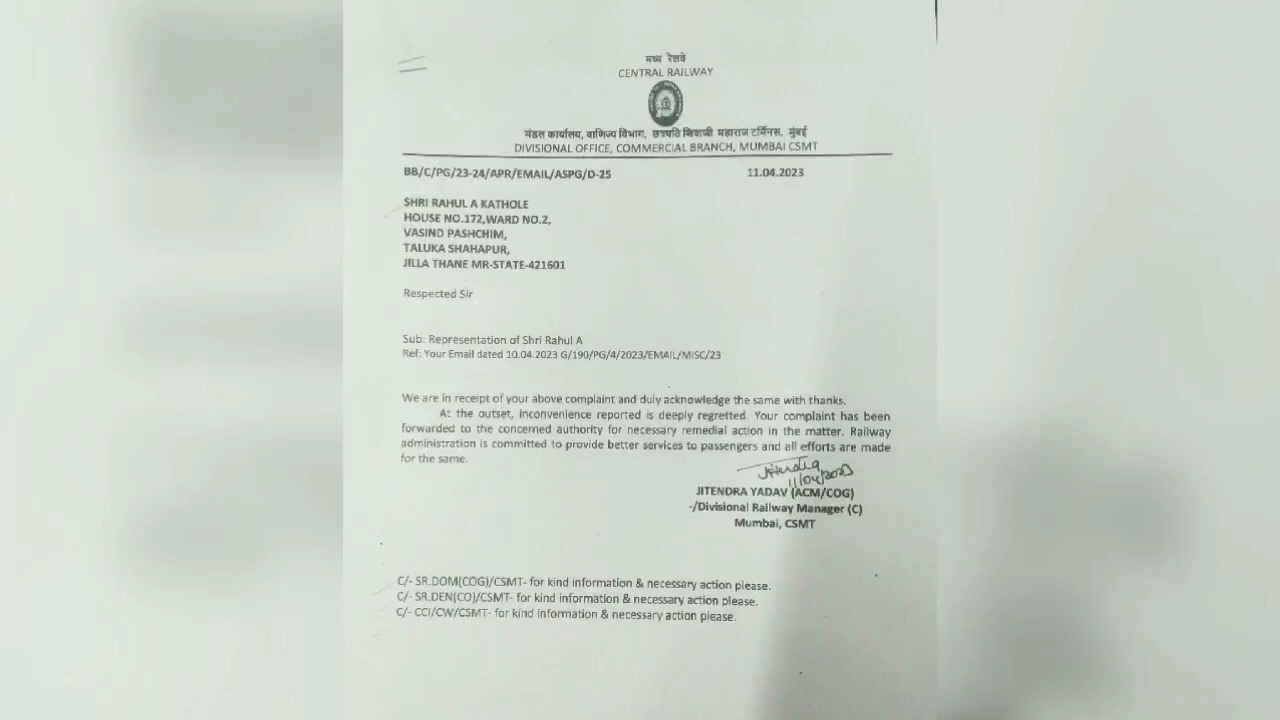 मध्य रेलवे
CENTRAL RAILWAY
मंडल कार्यालय, वाणिज्य विभाग, छत्रपति शिवाजी महाराज टर्मिनस, मुंबई
DIVISIONAL OFFICE, COMMERCIAL BRANCH, MUMBAI CSMT
BB/C/PG/23-24/APR/EMAIL/ASPG/D-25 11.04.2023
SHRI RAHUL A KATHOLE
HOUSE NO.172,WARD NO.2,
VASIND PASHCHIM,
TALUKA SHAHAPUR,
JILLA THANE MR-STATE-421601
Respected Sir
Sub: Representation of Shri Rahul A
Ref: Your Email dated 10.04.2023 G/190/PG/4/2023/EMAIL/MISC/23
We are in receipt of your above complaint and duly acknowledge the same with thanks.
At the outset, inconvenience reported is deeply regretted. Your complaint has been
forwarded to the concerned authority for necessary remedial action in the matter. Railway
administration is committed to provide better services to passengers and all efforts are made
for the same.
Jitendra
11/04/2023
JITENDRA YADAV (ACM/COG)
-/Divisional Railway Manager (C)
Mumbai, CSMT
C/- SR.DOM(COG)/CSMT- for kind information & necessary action please.
C/- SR.DEN(CO)/CSMT- for kind information & necessary action please.
C/- CCI/CW/CSMT- for kind information & necessary action please.